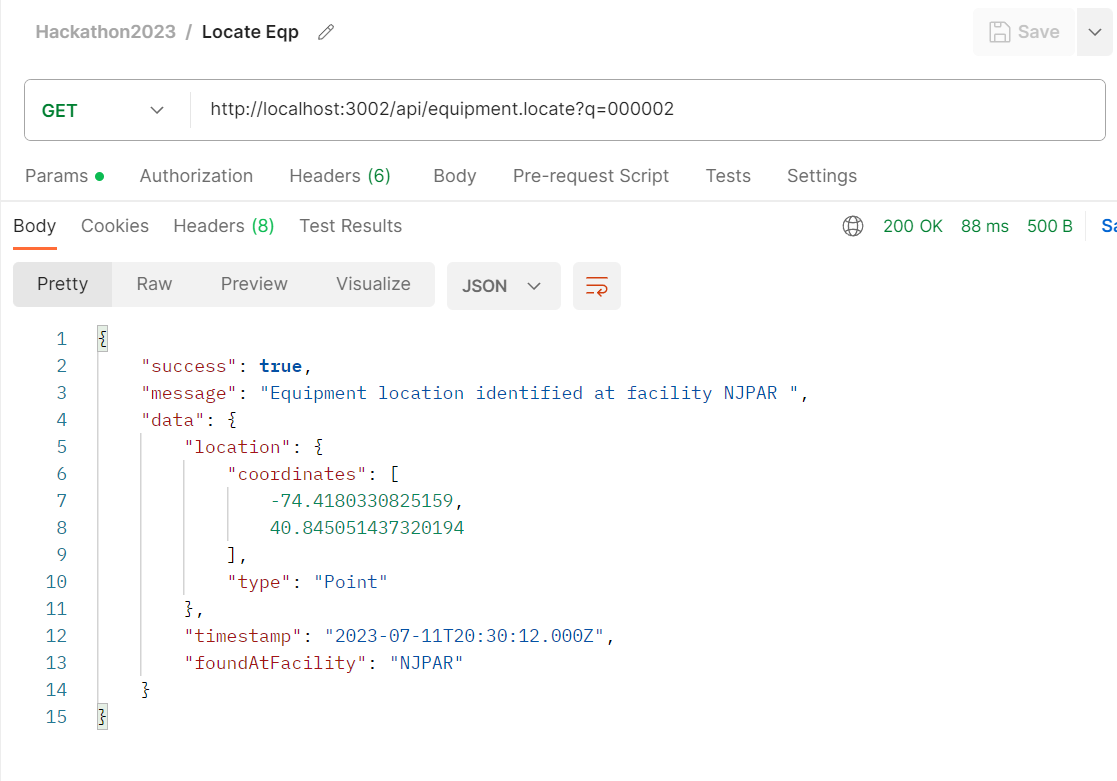 Hackathon2023 / Locate Eqp
Save
GET http://localhost:3002/api/equipment.locate?q=000002
Params Authorization Headers (6) Body Pre-request Script Tests Settings
Body Cookies Headers (8) Test Results 200 OK 88 ms 500 B Sa
Pretty Raw Preview Visualize JSON
1 {
2 "success": true,
3 "message": "Equipment location identified at facility NJPAR ",
4 "data": {
5 "location": {
6 "coordinates": [
7 -74.4180330825159,
8 40.845051437320194
9 ],
10 "type": "Point"
11 },
12 "timestamp": "2023-07-11T20:30:12.000Z",
13 "foundAtFacility": "NJPAR"
14 }
15 }